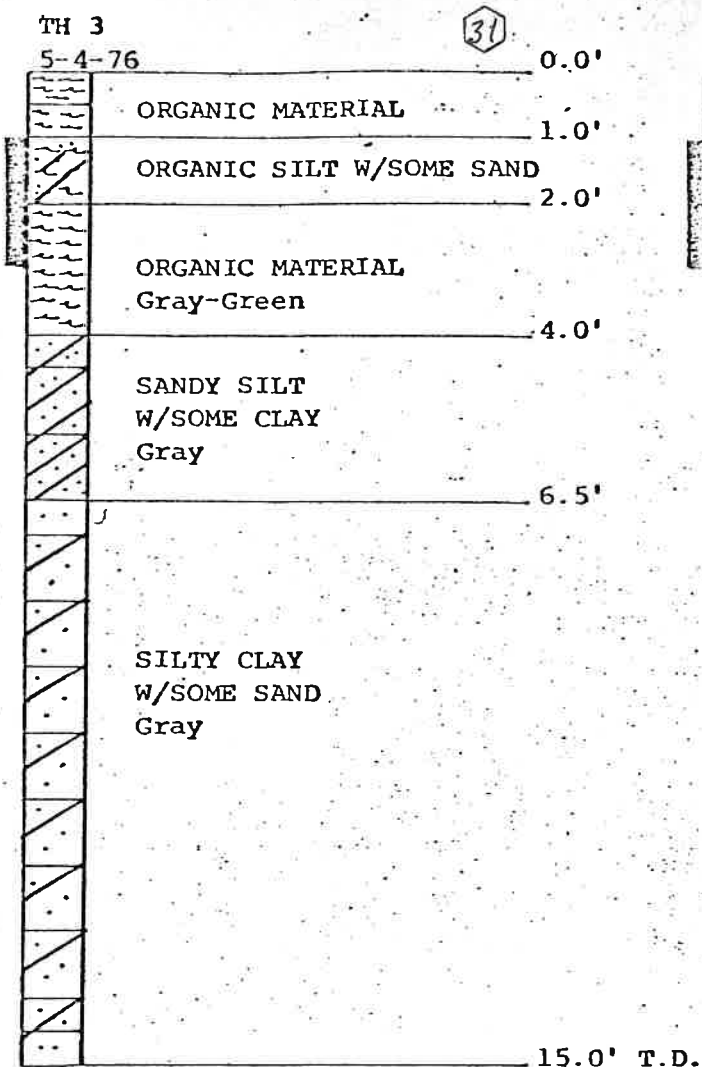 TH 3
31
5-4-76
0.0'
ORGANIC MATERIAL
1.0'
ORGANIC SILT W/SOME SAND
2.0'
ORGANIC MATERIAL
Gray-Green
4.0'
SANDY SILT
W/SOME CLAY
Gray
6.5'
SILTY CLAY
W/SOME SAND
Gray
15.0' T.D.